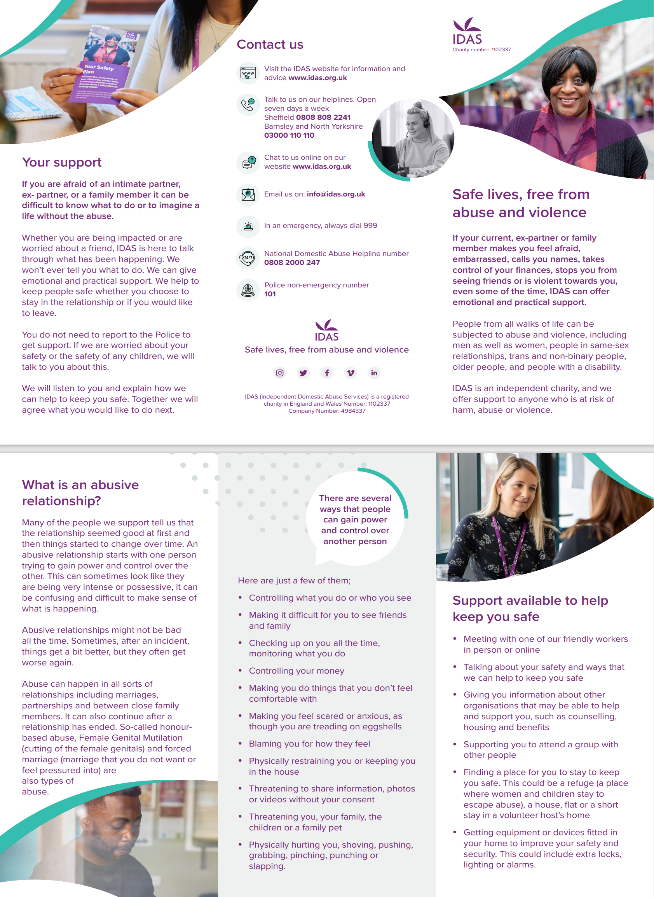 Your support
If you are afraid of an intimate partner,
ex- partner, or a family member it can be
difficult to know what to do or to imagine a
life without the abuse.
Whether you are being impacted or are
worried about a friend, IDAS is here to talk
through what has been happening. We
won't ever tell you what to do. We can give
emotional and practical support. We help to
keep people safe whether you choose to
stay in the relationship or if you would like
to leave.
You do not need to report to the Police to
get support. If we are worried about your
safety or the safety of any children, we will
talk to you about this.
We will listen to you and explain how we
can help to keep you safe. Together we will
agree what you would like to do next.
Contact us
Visit the IDAS website for information and
advice www.idas.org.uk
Talk to us on our helplines. Open
seven days a week
Sheffield 0808 808 2241
Barnsley and North Yorkshire
03000 110 110
Chat to us online on our
website www.idas.org.uk
Email us on: info@idas.org.uk
In an emergency, always dial 999
National Domestic Abuse Helpline number
0808 2000 247
Police non-emergency number
101
IDAS
Safe lives, free from abuse and violence
IDAS (Independent Domestic Abuse Services) is a registered
charity in England and Wales Number: 1102337
Company Number: 4984337
IDAS
Charity number: 1102337
Safe lives, free from
abuse and violence
If your current, ex-partner or family
member makes you feel afraid,
embarrassed, calls you names, takes
control of your finances, stops you from
seeing friends or is violent towards you,
even some of the time, IDAS can offer
emotional and practical support.
People from all walks of life can be
subjected to abuse and violence, including
men as well as women, people in same-sex
relationships, trans and non-binary people,
older people, and people with a disability.
IDAS is an independent charity, and we
offer support to anyone who is at risk of
harm, abuse or violence.
What is an abusive
relationship?
Many of the people we support tell us that
the relationship seemed good at first and
then things started to change over time. An
abusive relationship starts with one person
trying to gain power and control over the
other. This can sometimes look like they
are being very intense or possessive, it can
be confusing and difficult to make sense of
what is happening.
Abusive relationships might not be bad
all the time. Sometimes, after an incident,
things get a bit better, but they often get
worse again.
Abuse can happen in all sorts of
relationships including marriages,
partnerships and between close family
members. It can also continue after a
relationship has ended. So-called honour-
based abuse, Female Genital Mutilation
(cutting of the female genitals) and forced
marriage (marriage that you do not want or
feel pressured into) are
also types of
abuse.
There are several
ways that people
can gain power
and control over
another person
Here are just a few of them;
• Controlling what you do or who you see
• Making it difficult for you to see friends
and family
• Checking up on you all the time,
monitoring what you do
• Controlling your money
• Making you do things that you don't feel
comfortable with
• Making you feel scared or anxious, as
though you are treading on eggshells
• Blaming you for how they feel
• Physically restraining you or keeping you
in the house
• Threatening to share information, photos
or videos without your consent
• Threatening you, your family, the
children or a family pet
• Physically hurting you, shoving, pushing,
grabbing, pinching, punching or
slapping.
Support available to help
keep you safe
• Meeting with one of our friendly workers
in person or online
• Talking about your safety and ways that
we can help to keep you safe
• Giving you information about other
organisations that may be able to help
and support you, such as counselling,
housing and benefits
• Supporting you to attend a group with
other people
• Finding a place for you to stay to keep
you safe. This could be a refuge (a place
where women and children stay to
escape abuse), a house, flat or a short
stay in a volunteer host's home
• Getting equipment or devices fitted in
your home to improve your safety and
security. This could include extra locks,
lighting or alarms.